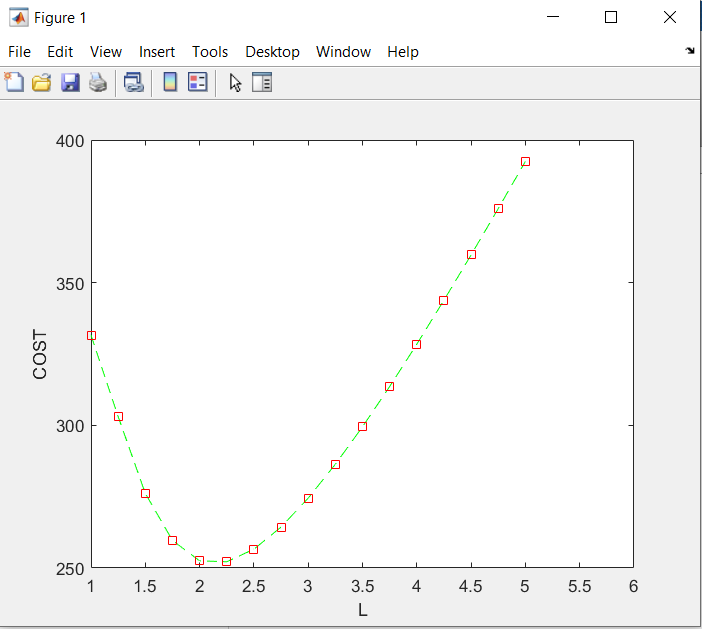 Figure 1
File Edit View Insert Tools Desktop Window Help
400
350
300
250
COST
1 1.5 2 2.5 3 3.5 4 4.5 5 5.5 6
L